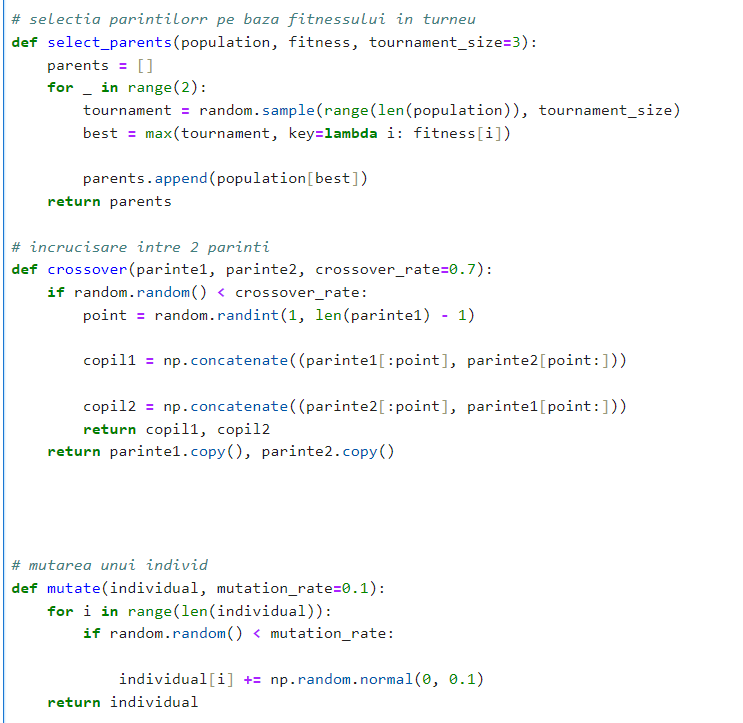 # selectia parintilorr pe baza fitnessului in turneu
def select_parents(population, fitness, tournament_size=3):
    parents = []
    for _ in range(2):
        tournament = random.sample(range(len(population)), tournament_size)
        best = max(tournament, key=lambda i: fitness[i])
        parents.append(population[best])
    return parents
# incrucisare intre 2 parinti
def crossover(parinte1, parinte2, crossover_rate=0.7):
    if random.random() < crossover_rate:
        point = random.randint(1, len(parinte1) - 1)
        copil1 = np.concatenate((parinte1[:point], parinte2[point:]))
        copil2 = np.concatenate((parinte2[:point], parinte1[point:]))
        return copil1, copil2
    return parinte1.copy(), parinte2.copy()
# mutarea unui individ
def mutate(individual, mutation_rate=0.1):
    for i in range(len(individual)):
        if random.random() < mutation_rate:
            individual[i] += np.random.normal(0, 0.1)
    return individual